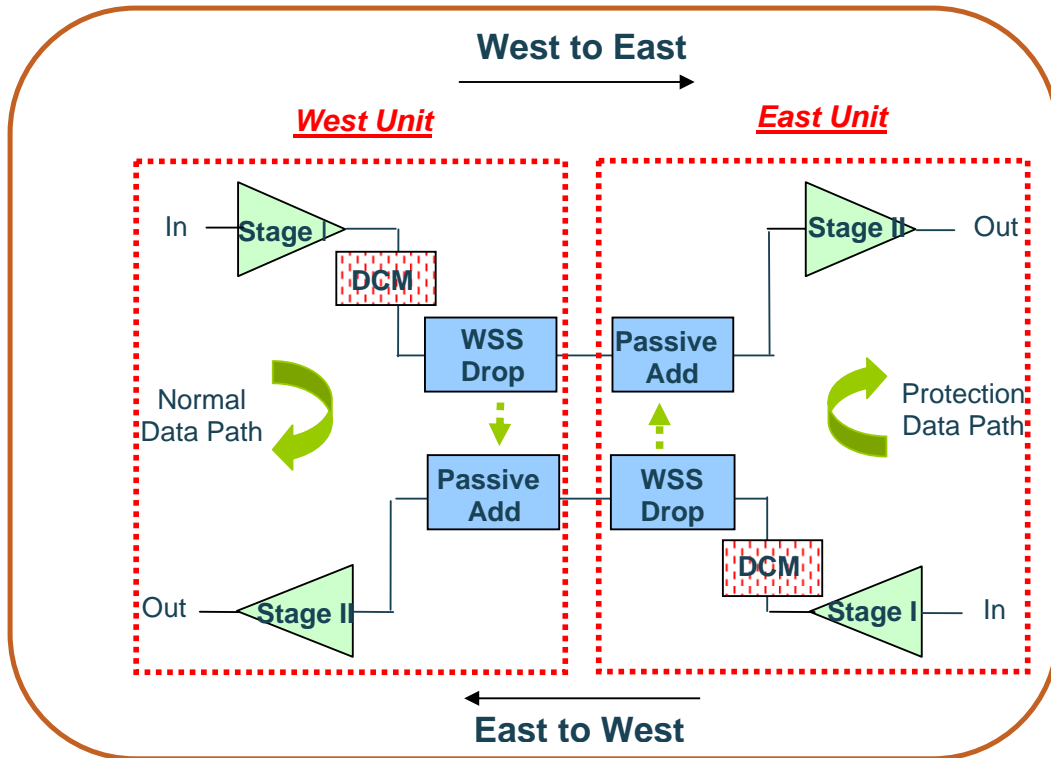 West to East
West Unit
East Unit
In
Stage I
Stage II
Out
DCM
WSS
Drop
Passive
Add
Normal
Data Path
Protection
Data Path
Passive
Add
WSS
Drop
DCM
Out
Stage II
Stage I
In
East to West